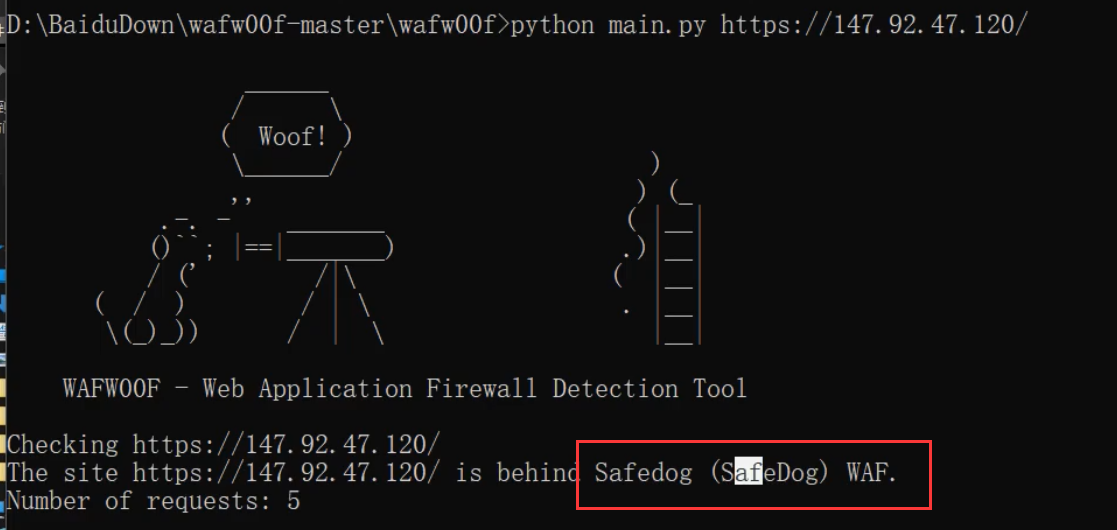 D:\BaiduDown\wafw00f-master\wafw00f>python main.py https://147.92.47.120/
Woof!
WAFW00F - Web Application Firewall Detection Tool
Checking https://147.92.47.120/
The site https://147.92.47.120/ is behind Safedog (SafeDog) WAF.
Number of requests: 5